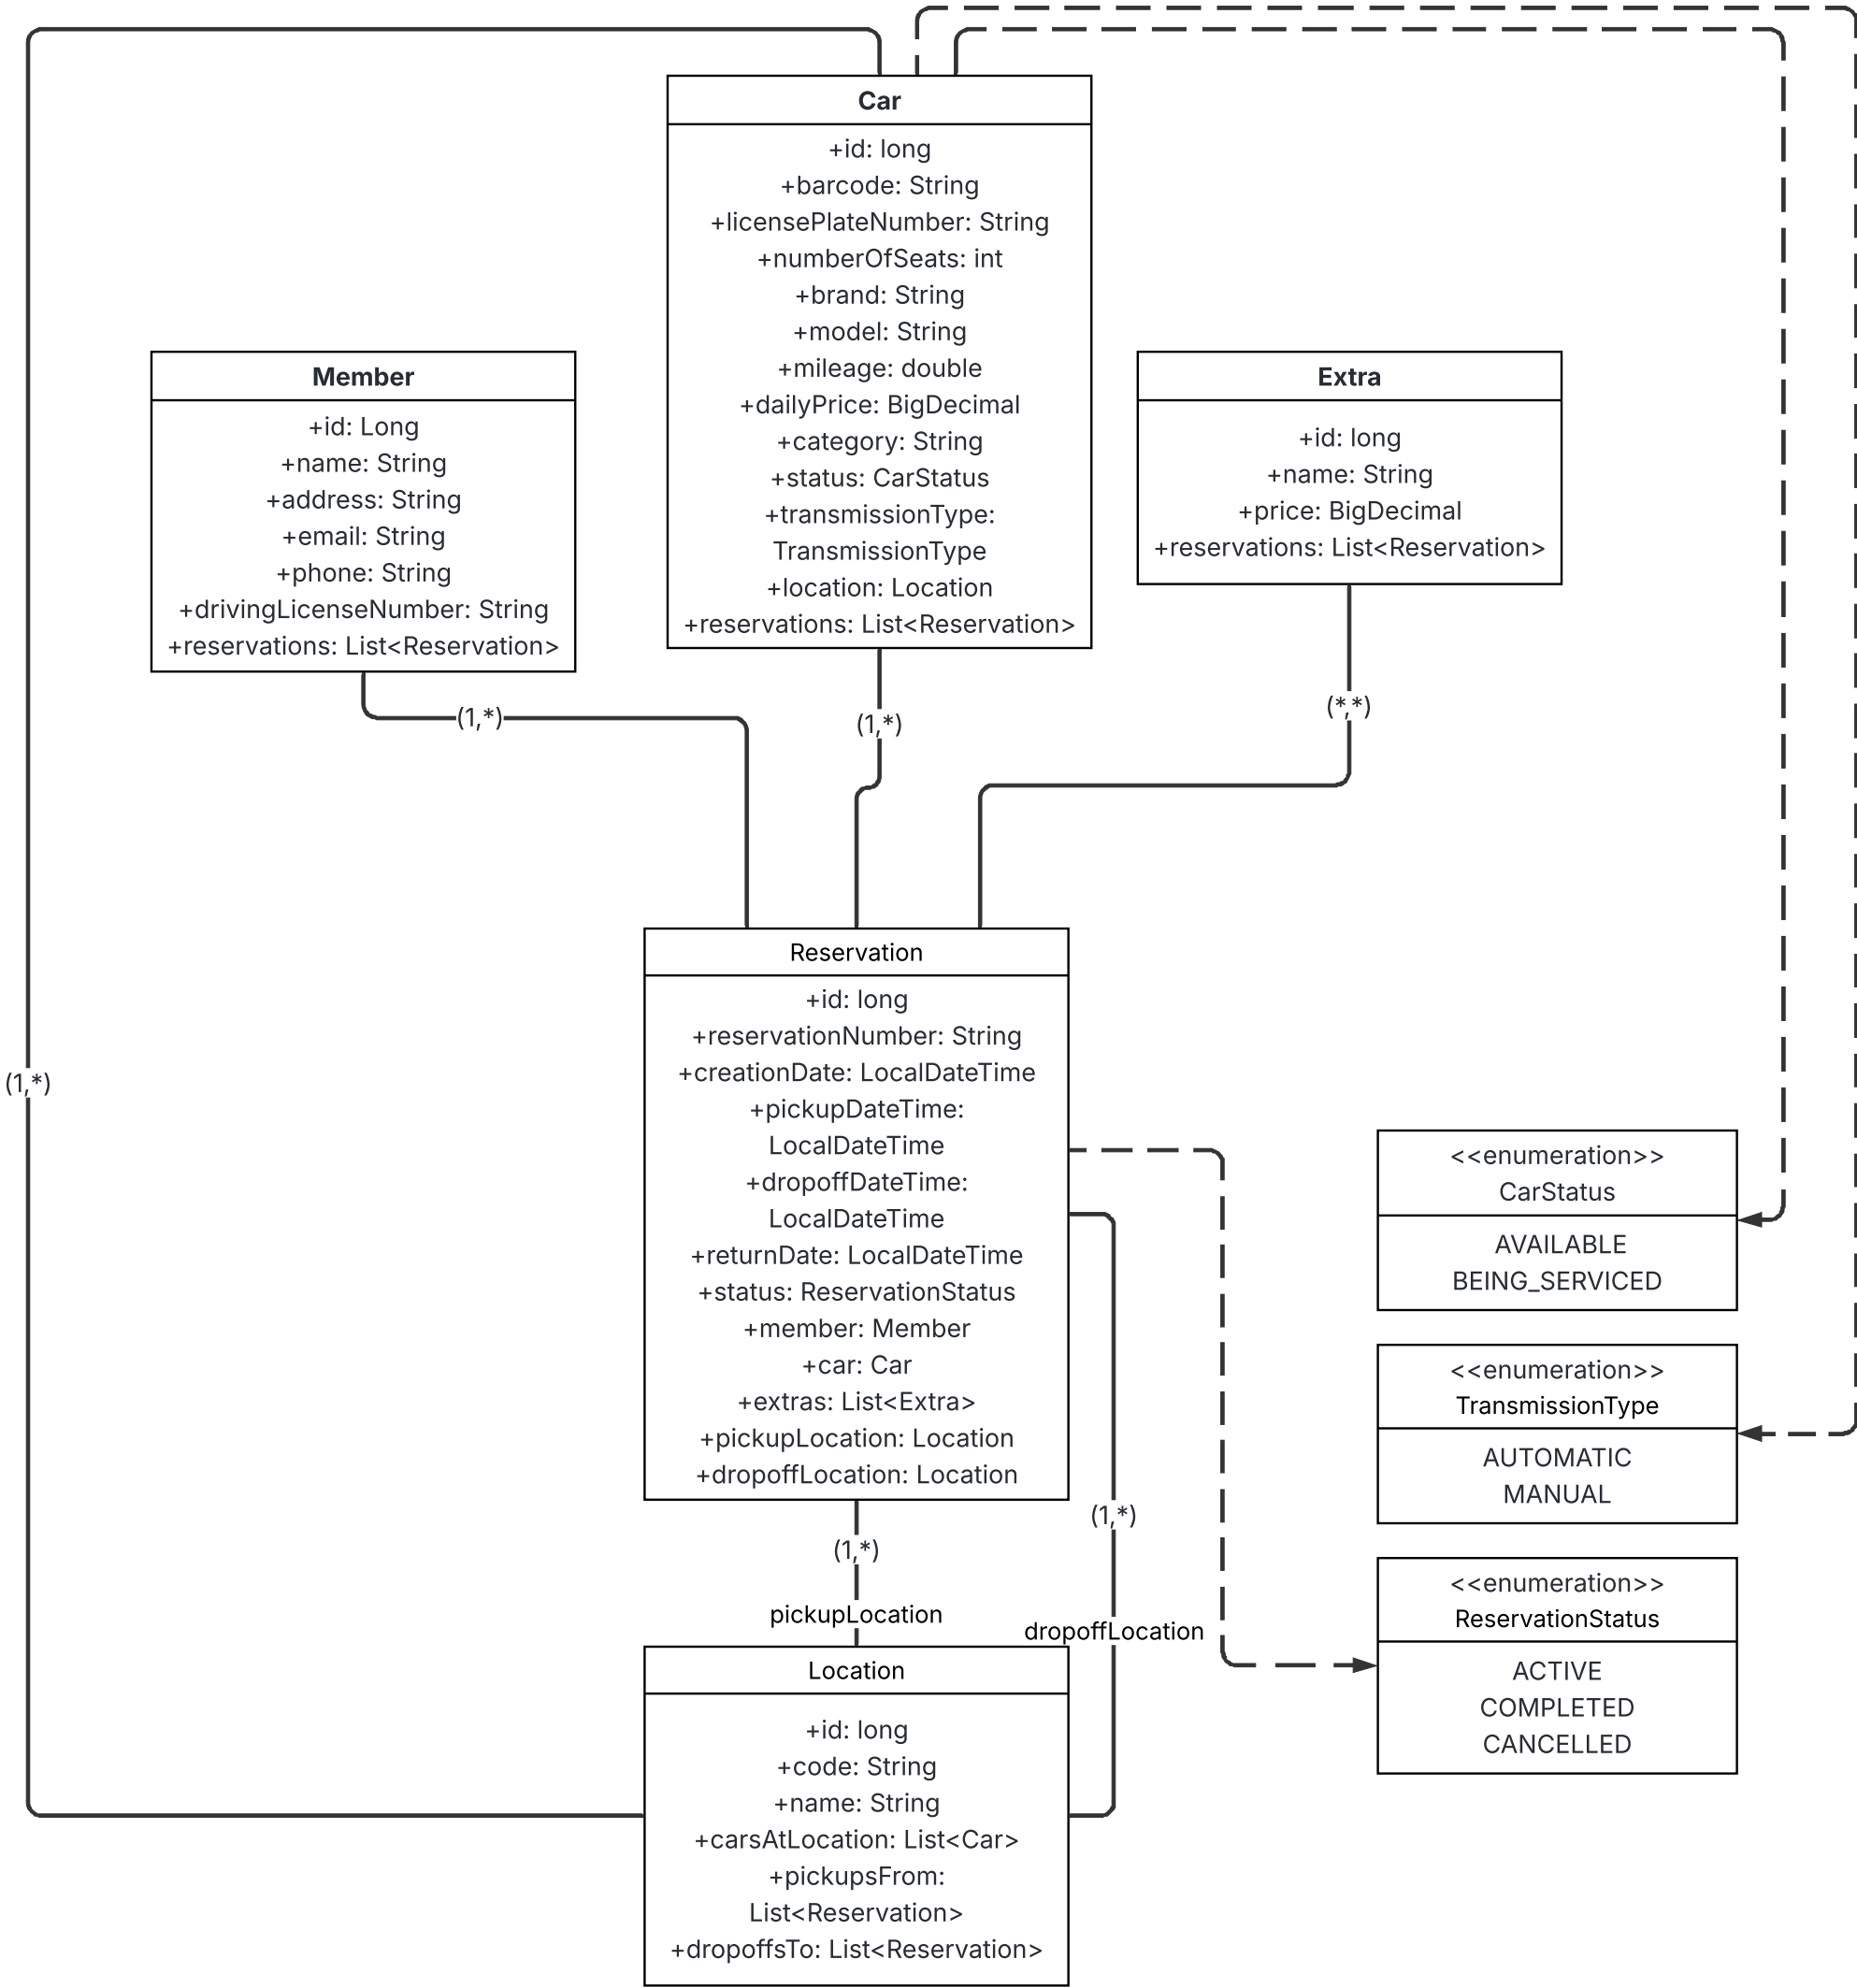 Car
+id: long
+barcode: String
+licensePlateNumber: String
+numberOfSeats: int
+brand: String
+model: String
+mileage: double
+dailyPrice: BigDecimal
+category: String
+status: CarStatus
+transmissionType:
TransmissionType
+location: Location
+reservations: List<Reservation>
Member
+id: Long
+name: String
+address: String
+email: String
+phone: String
+drivingLicenseNumber: String
+reservations: List<Reservation>
Extra
+id: long
+name: String
+price: BigDecimal
+reservations: List<Reservation>
(1,*)
(1,*)
(*,*)
Reservation
+id: long
+reservationNumber: String
+creationDate: LocalDateTime
+pickupDateTime:
LocalDateTime
+dropoffDateTime:
LocalDateTime
+returnDate: LocalDateTime
+status: ReservationStatus
+member: Member
+car: Car
+extras: List<Extra>
+pickupLocation: Location
+dropoffLocation: Location
(1,*)
<<enumeration>>
CarStatus
AVAILABLE
BEING_SERVICED
<<enumeration>>
TransmissionType
AUTOMATIC
MANUAL
<<enumeration>>
ReservationStatus
ACTIVE
COMPLETED
CANCELLED
(1,*)
(1,*)
pickupLocation
dropoffLocation
Location
+id: long
+code: String
+name: String
+carsAtLocation: List<Car>
+pickupsFrom:
List<Reservation>
+dropoffsTo: List<Reservation>